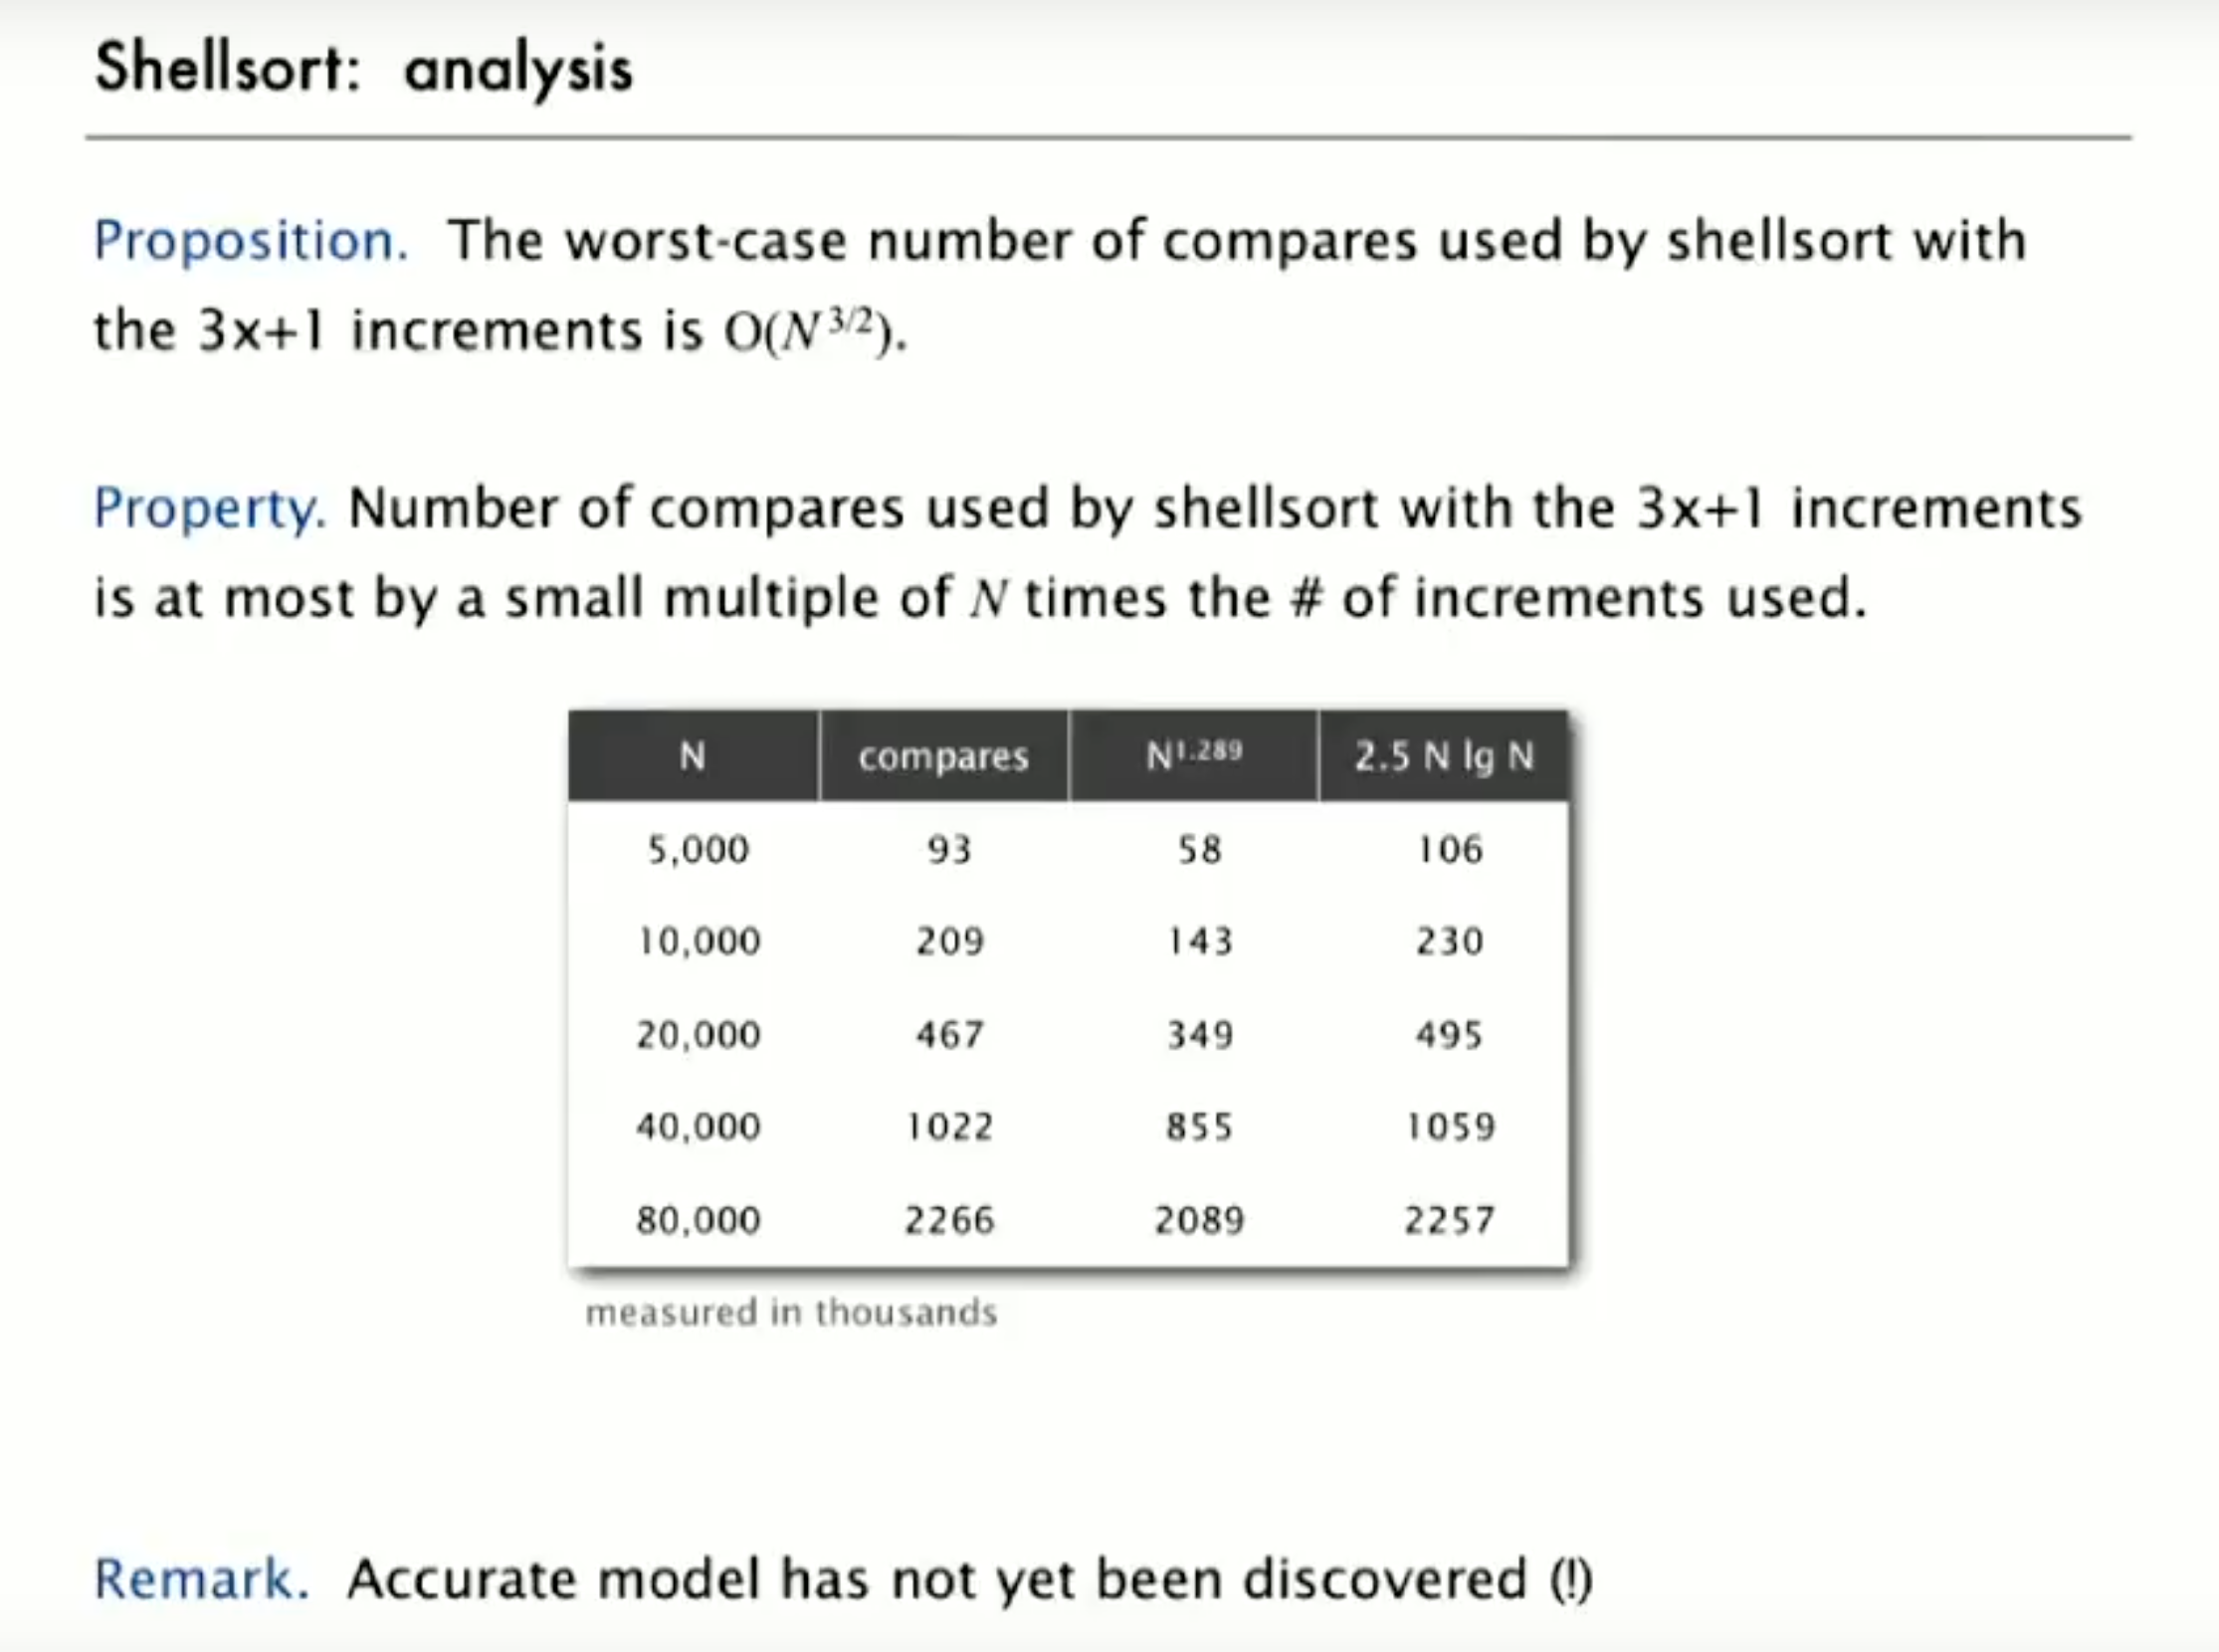 Shellsort: analysis
Proposition. The worst-case number of compares used by shellsort with
the 3x+1 increments is O(N^3/2).
Property. Number of compares used by shellsort with the 3x+1 increments
is at most by a small multiple of N times the # of increments used.
N compares N^1.289 2.5 N lg N
5,000 93 58 106
10,000 209 143 230
20,000 467 349 495
40,000 1022 855 1059
80,000 2266 2089 2257
measured in thousands
Remark. Accurate model has not yet been discovered (!)